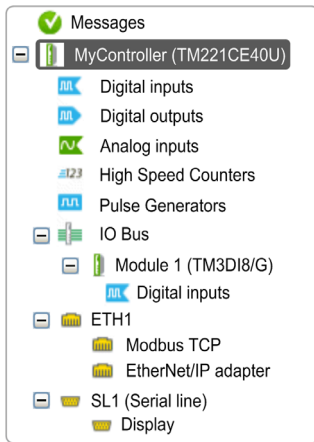 Messages
MyController (TM221CE40U)
Digital inputs
Digital outputs
Analog inputs
123 High Speed Counters
Pulse Generators
IO Bus
Module 1 (TM3DI8/G)
Digital inputs
ETH1
Modbus TCP
EtherNet/IP adapter
SL1 (Serial line)
Display